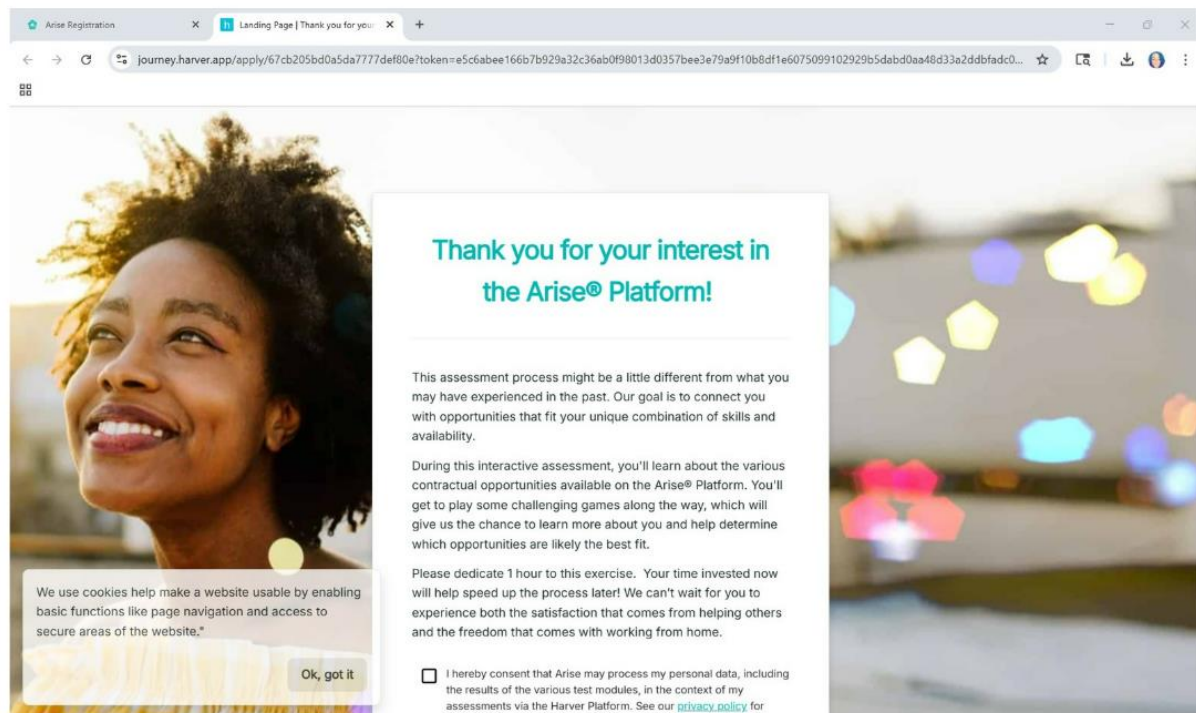 Arise Registration
Landing Page | Thank you for your
journey.harver.app/apply/67cb205bd0a5da7777def80e?token=e5c6abee166b7b929a32c36ab0f98013d0357bee3e79a9f10b8df1e6075099102929b5dabd0aa48d33a2ddbfadc0...
Thank you for your interest in
the Arise® Platform!
This assessment process might be a little different from what you
may have experienced in the past. Our goal is to connect you
with opportunities that fit your unique combination of skills and
availability.
During this interactive assessment, you'll learn about the various
contractual opportunities available on the Arise® Platform. You'll
get to play some challenging games along the way, which will
give us the chance to learn more about you and help determine
which opportunities are likely the best fit.
Please dedicate 1 hour to this exercise. Your time invested now
will help speed up the process later! We can't wait for you to
experience both the satisfaction that comes from helping others
and the freedom that comes with working from home.
I hereby consent that Arise may process my personal data, including
the results of the various test modules, in the context of my
assessments via the Harver Platform. See our privacy policy for
We use cookies help make a website usable by enabling
basic functions like page navigation and access to
secure areas of the website."
Ok, got it